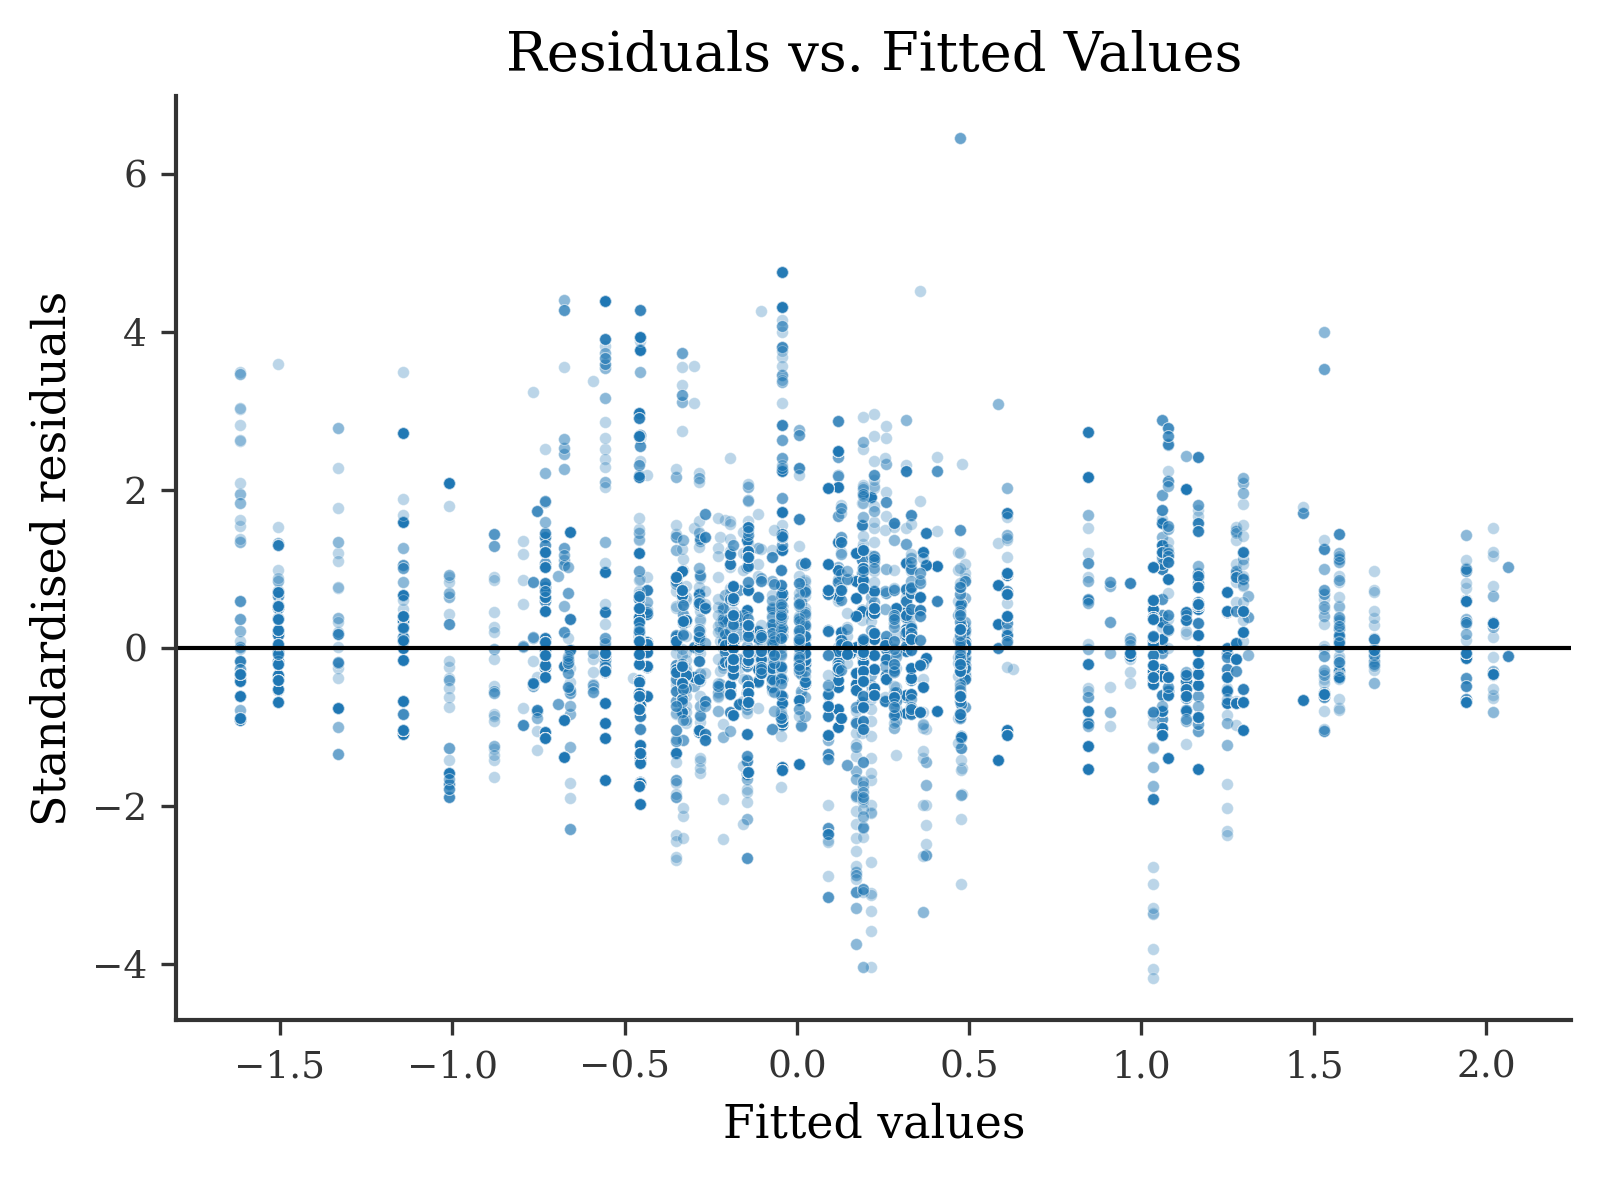 Residuals vs. Fitted Values
Standardised residuals
6
4
2
0
−2
−4
−1.5 −1.0 −0.5 0.0 0.5 1.0 1.5 2.0
Fitted values